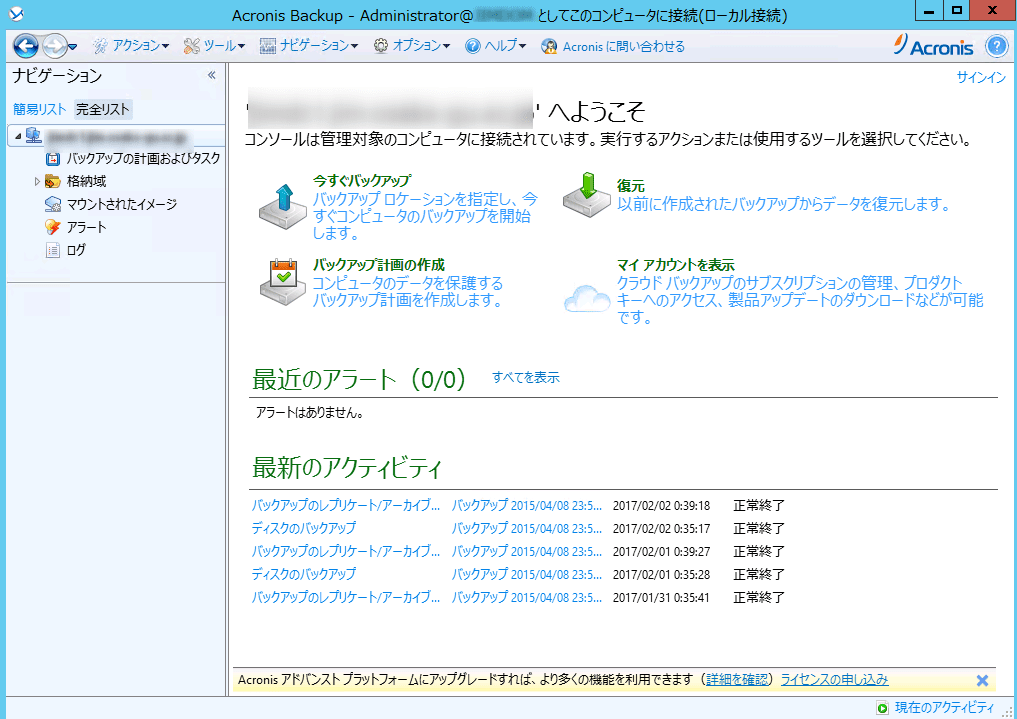 Acronis Backup - Administrator@ としてこのコンピュータに接続(ローカル接続)
アクション ツール ナビゲーション オプション ヘルプ Acronis に問い合わせる Acronis
ナビゲーション
サインイン
簡易リスト 完全リスト
バックアップの計画およびタスク
格納域
マウントされたイメージ
アラート
ログ
' ' へようこそ
コンソールは管理対象のコンピュータに接続されています。実行するアクションまたは使用するツールを選択してください。
今すぐバックアップ
バックアップ ロケーションを指定し、今
すぐコンピュータのバックアップを開始
します。
復元
以前に作成されたバックアップからデータを復元します。
バックアップ計画の作成
コンピュータのデータを保護する
バックアップ計画を作成します。
マイ アカウントを表示
クラウド バックアップのサブスクリプションの管理、プロダクト
キーへのアクセス、製品アップデートのダウンロードなどが可能
です。
最近のアラート（0/0） すべてを表示
アラートはありません。
最新のアクティビティ
バックアップのレプリケート/アーカイブ... バックアップ 2015/04/08 23:5... 2017/02/02 0:39:18 正常終了
ディスクのバックアップ バックアップ 2015/04/08 23:5... 2017/02/02 0:35:17 正常終了
バックアップのレプリケート/アーカイブ... バックアップ 2015/04/08 23:5... 2017/02/01 0:39:27 正常終了
ディスクのバックアップ バックアップ 2015/04/08 23:5... 2017/02/01 0:35:28 正常終了
バックアップのレプリケート/アーカイブ... バックアップ 2015/04/08 23:5... 2017/01/31 0:35:41 正常終了
Acronis アドバンスト プラットフォームにアップグレードすれば、より多くの機能を利用できます（詳細を確認） ライセンスの申し込み
現在のアクティビティ